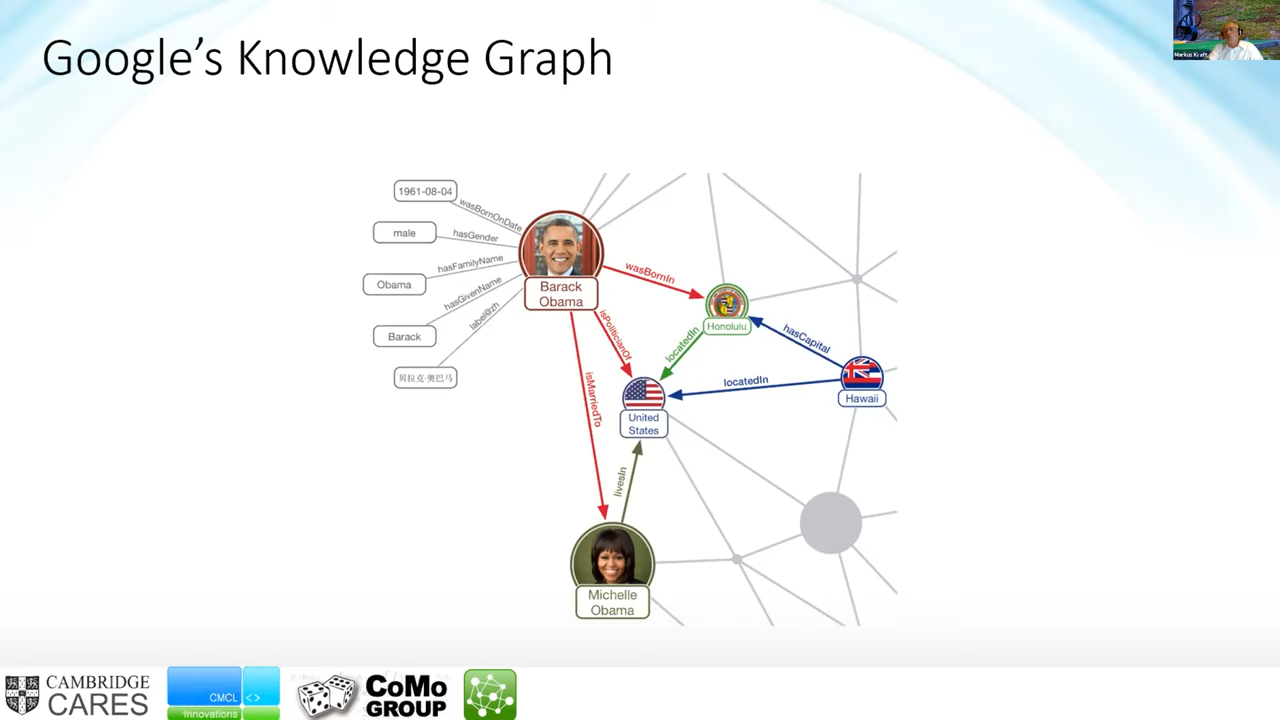 Google's Knowledge Graph
Markus Kraft
1961-08-04
wasBornOnDate
male
hasGender
hasFamilyName
Obama
hasGivenName
Barack
label@zh
贝拉克·奥巴马
Barack
Obama
wasBornIn
isPoliticianOf
isMarriedTo
Honolulu
locatedIn
hasCapital
locatedIn
Hawaii
United
States
livesIn
Michelle
Obama
CAMBRIDGE
CARES
CMCL <>
Innovations
CoMo
GROUP